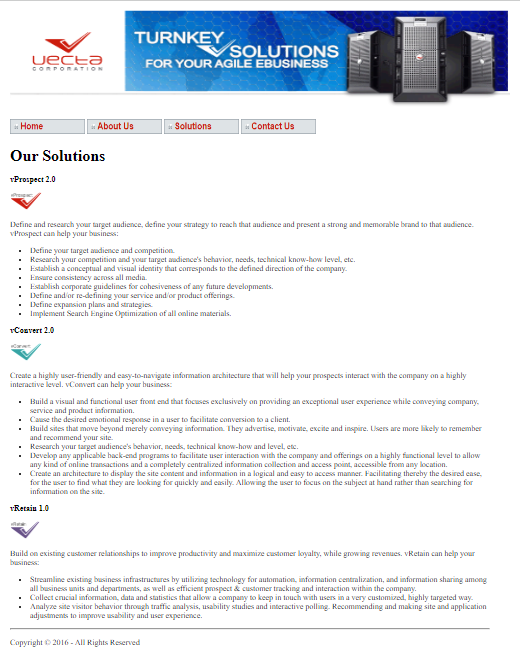 vecta
CORPORATION
TURNKEY
SOLUTIONS
FOR YOUR AGILE EBUSINESS
Home
About Us
Solutions
Contact Us
Our Solutions
vProspect 2.0
vProspect
Define and research your target audience, define your strategy to reach that audience and present a strong and memorable brand to that audience.
vProspect can help your business:
Define your target audience and competition.
Research your competition and your target audience's behavior, needs, technical know-how level, etc.
Establish a conceptual and visual identity that corresponds to the defined direction of the company.
Ensure consistency across all media.
Establish corporate guidelines for cohesiveness of any future developments.
Define and/or re-defining your service and/or product offerings.
Define expansion plans and strategies.
Implement Search Engine Optimization of all online materials.
vConvert 2.0
vConvert
Create a highly user-friendly and easy-to-navigate information architecture that will help your prospects interact with the company on a highly
interactive level. vConvert can help your business:
Build a visual and functional user front end that focuses exclusively on providing an exceptional user experience while conveying company,
service and product information.
Cause the desired emotional response in a user to facilitate conversion to a client.
Build sites that move beyond merely conveying information. They advertise, motivate, excite and inspire. Users are more likely to remember
and recommend your site.
Research your target audience's behavior, needs, technical know-how and level, etc.
Develop any applicable back-end programs to facilitate user interaction with the company and offerings on a highly functional level to allow
any kind of online transactions and a completely centralized information collection and access point, accessible from any location.
Create an architecture to display the site content and information in a logical and easy to access manner. Facilitating thereby the desired ease,
for the user to find what they are looking for quickly and easily. Allowing the user to focus on the subject at hand rather than searching for
information on the site.
vRetain 1.0
vRetain
Build on existing customer relationships to improve productivity and maximize customer loyalty, while growing revenues. vRetain can help your
business:
Streamline existing business infrastructures by utilizing technology for automation, information centralization, and information sharing among
all business units and departments, as well as efficient prospect & customer tracking and interaction within the company.
Collect crucial information, data and statistics that allow a company to keep in touch with users in a very customized, highly targeted way.
Analyze site visitor behavior through traffic analysis, usability studies and interactive polling. Recommending and making site and application
adjustments to improve usability and user experience.
Copyright © 2016 - All Rights Reserved